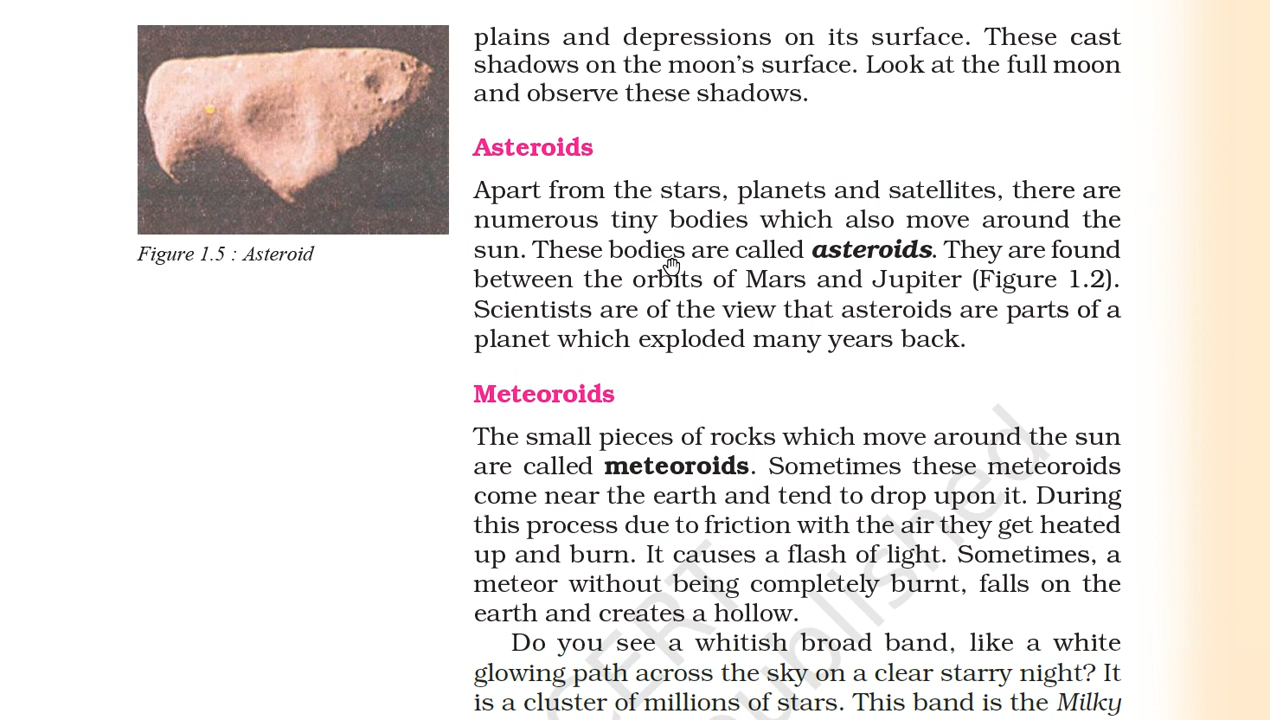 plains and depressions on its surface. These cast
shadows on the moon's surface. Look at the full moon
and observe these shadows.
Asteroids
Apart from the stars, planets and satellites, there are
numerous tiny bodies which also move around the
sun. These bodies are called asteroids. They are found
between the orbits of Mars and Jupiter (Figure 1.2).
Scientists are of the view that asteroids are parts of a
planet which exploded many years back.
Figure 1.5 : Asteroid
Meteoroids
The small pieces of rocks which move around the sun
are called meteoroids. Sometimes these meteoroids
come near the earth and tend to drop upon it. During
this process due to friction with the air they get heated
up and burn. It causes a flash of light. Sometimes, a
meteor without being completely burnt, falls on the
earth and creates a hollow.
Do you see a whitish broad band, like a white
glowing path across the sky on a clear starry night? It
is a cluster of millions of stars. This band is the Milky